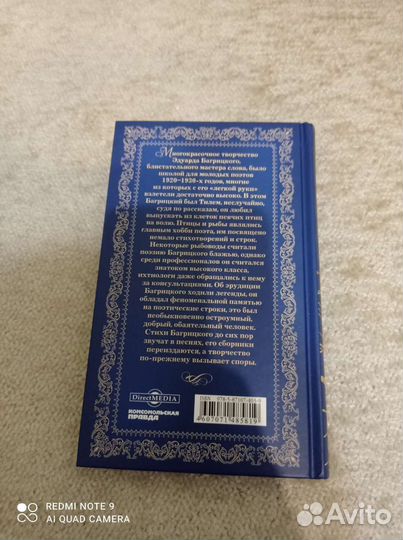 Многокрасочное творчество
Эдуарда Багрицкого,
блистательного мастера слова, было
школой для молодых поэтов
1920–1930-х годов, многие
из которых с его «легкой руки»
взлетели достаточно высоко. В этом
Багрицкий был Тилем, неслучайно,
судя по рассказам, он любил
выпускать из клеток певчих птиц
на волю. Птицы и рыбы являлись
главным хобби поэта, им посвящено
немало стихотворений и строк.
Некоторые рыбоводы считали
поэзию Багрицкого блажью, однако
среди профессионалов он считался
знатоком высокого класса,
ихтиологи даже обращались к нему
за консультациями. Об эрудиции
Багрицкого ходили легенды, он
обладал феноменальной памятью
на поэтические строки, это был
необыкновенно остроумный,
добрый, обаятельный человек.
Стихи Багрицкого до сих пор
звучат в песнях, его сборники
переиздаются, а творчество
по-прежнему вызывает споры.
DirectMEDIA
КОМСОМОЛЬСКАЯ
ПРАВДА
ISBN
4 607071 485819
REDMI NOTE 9
AI QUAD CAMERA
Avito